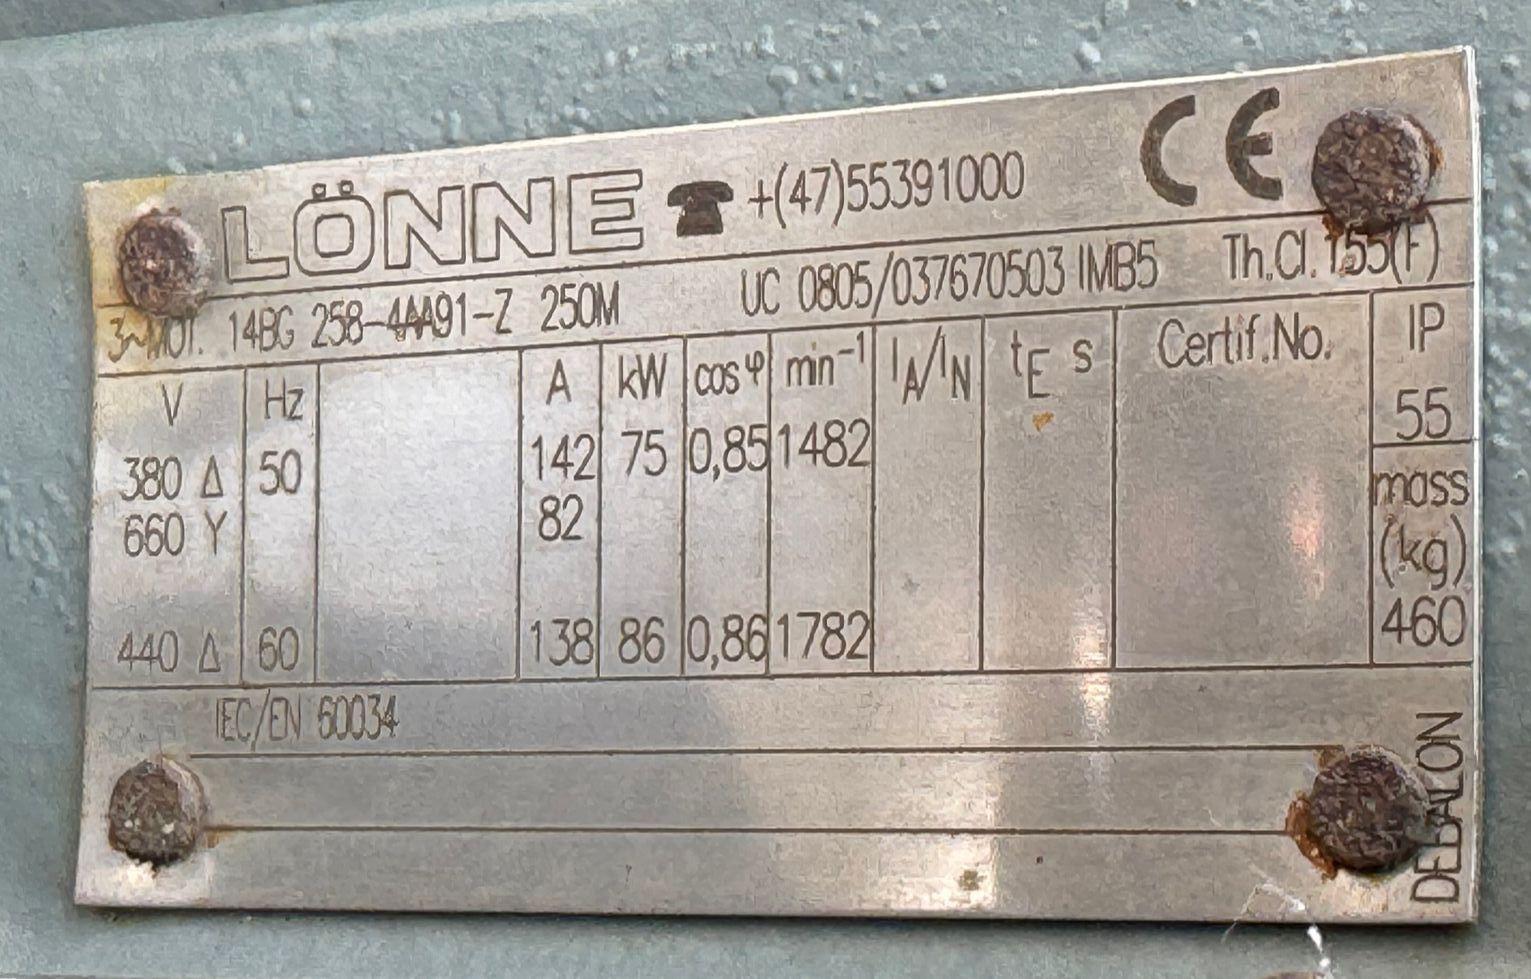 LÖNNE +(47)55391000 CE
3~MOT. 14BG 258-4AA91-Z 250M UC 0805/037670503 IMB5 Th.Cl. 155(F)
V Hz A kW cosφ min⁻¹ IA/IN tE s Certif.No. IP
55
380 Δ 50 142 75 0,85 1482
660 Y 82
mass
(kg)
460
440 Δ 60 138 86 0,86 1782
IEC/EN 60034
DEBALON